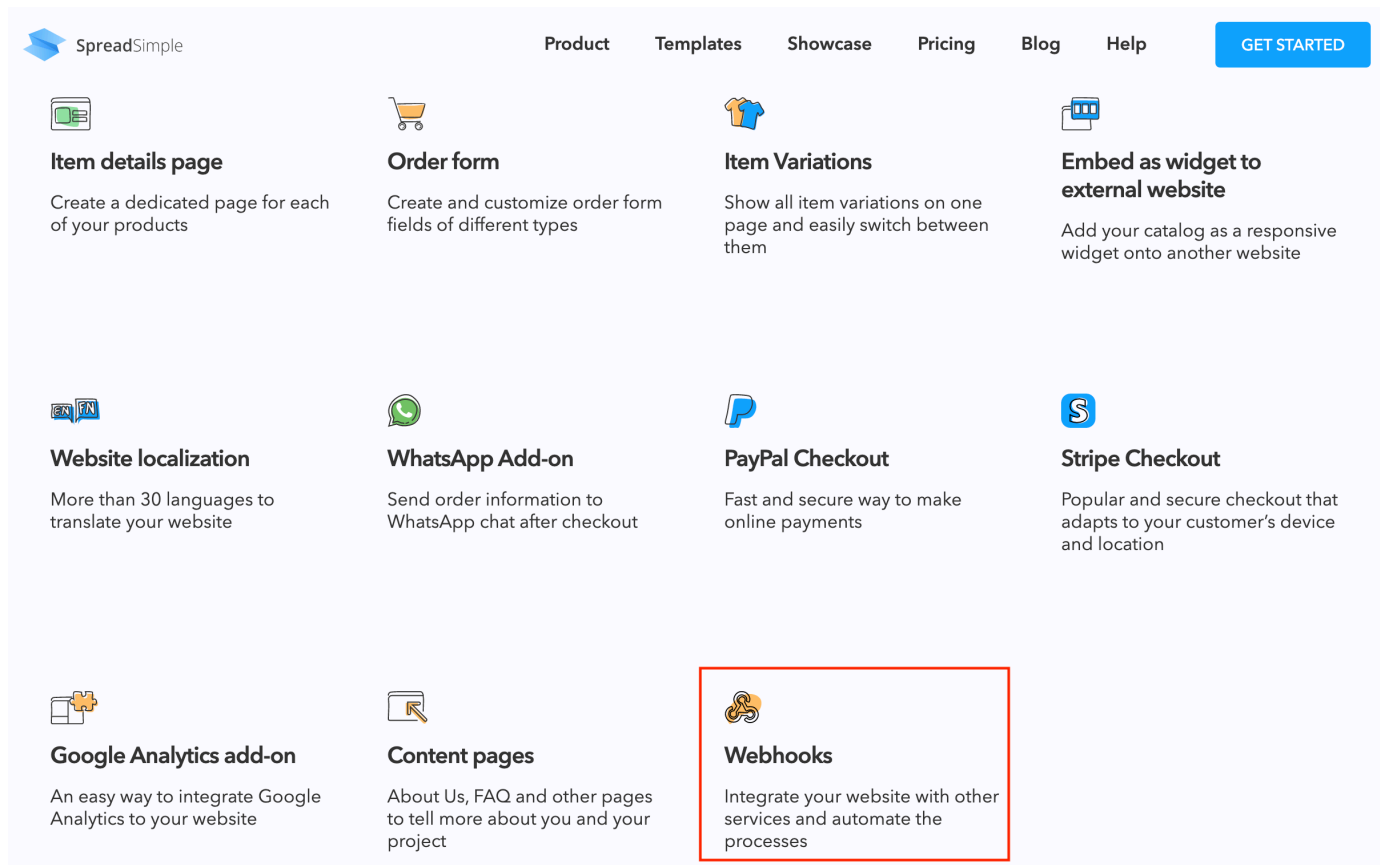 SpreadSimple
Product
Templates
Showcase
Pricing
Blog
Help
GET STARTED
Item details page
Create a dedicated page for each
of your products
Order form
Create and customize order form
fields of different types
Item Variations
Show all item variations on one
page and easily switch between
them
Embed as widget to
external website
Add your catalog as a responsive
widget onto another website
EN FN
Website localization
More than 30 languages to
translate your website
WhatsApp Add-on
Send order information to
WhatsApp chat after checkout
PayPal Checkout
Fast and secure way to make
online payments
S
Stripe Checkout
Popular and secure checkout that
adapts to your customer’s device
and location
Google Analytics add-on
An easy way to integrate Google
Analytics to your website
Content pages
About Us, FAQ and other pages
to tell more about you and your
project
Webhooks
Integrate your website with other
services and automate the
processes